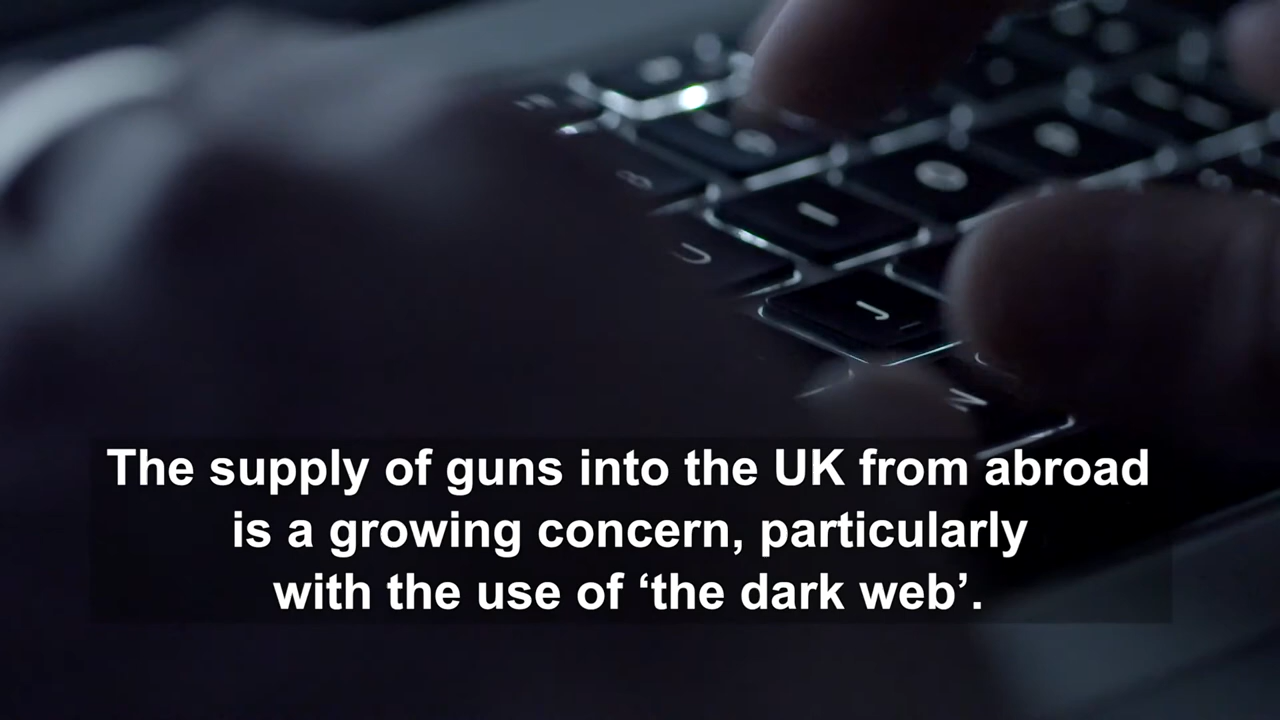 The supply of guns into the UK from abroad
is a growing concern, particularly
with the use of ‘the dark web’.